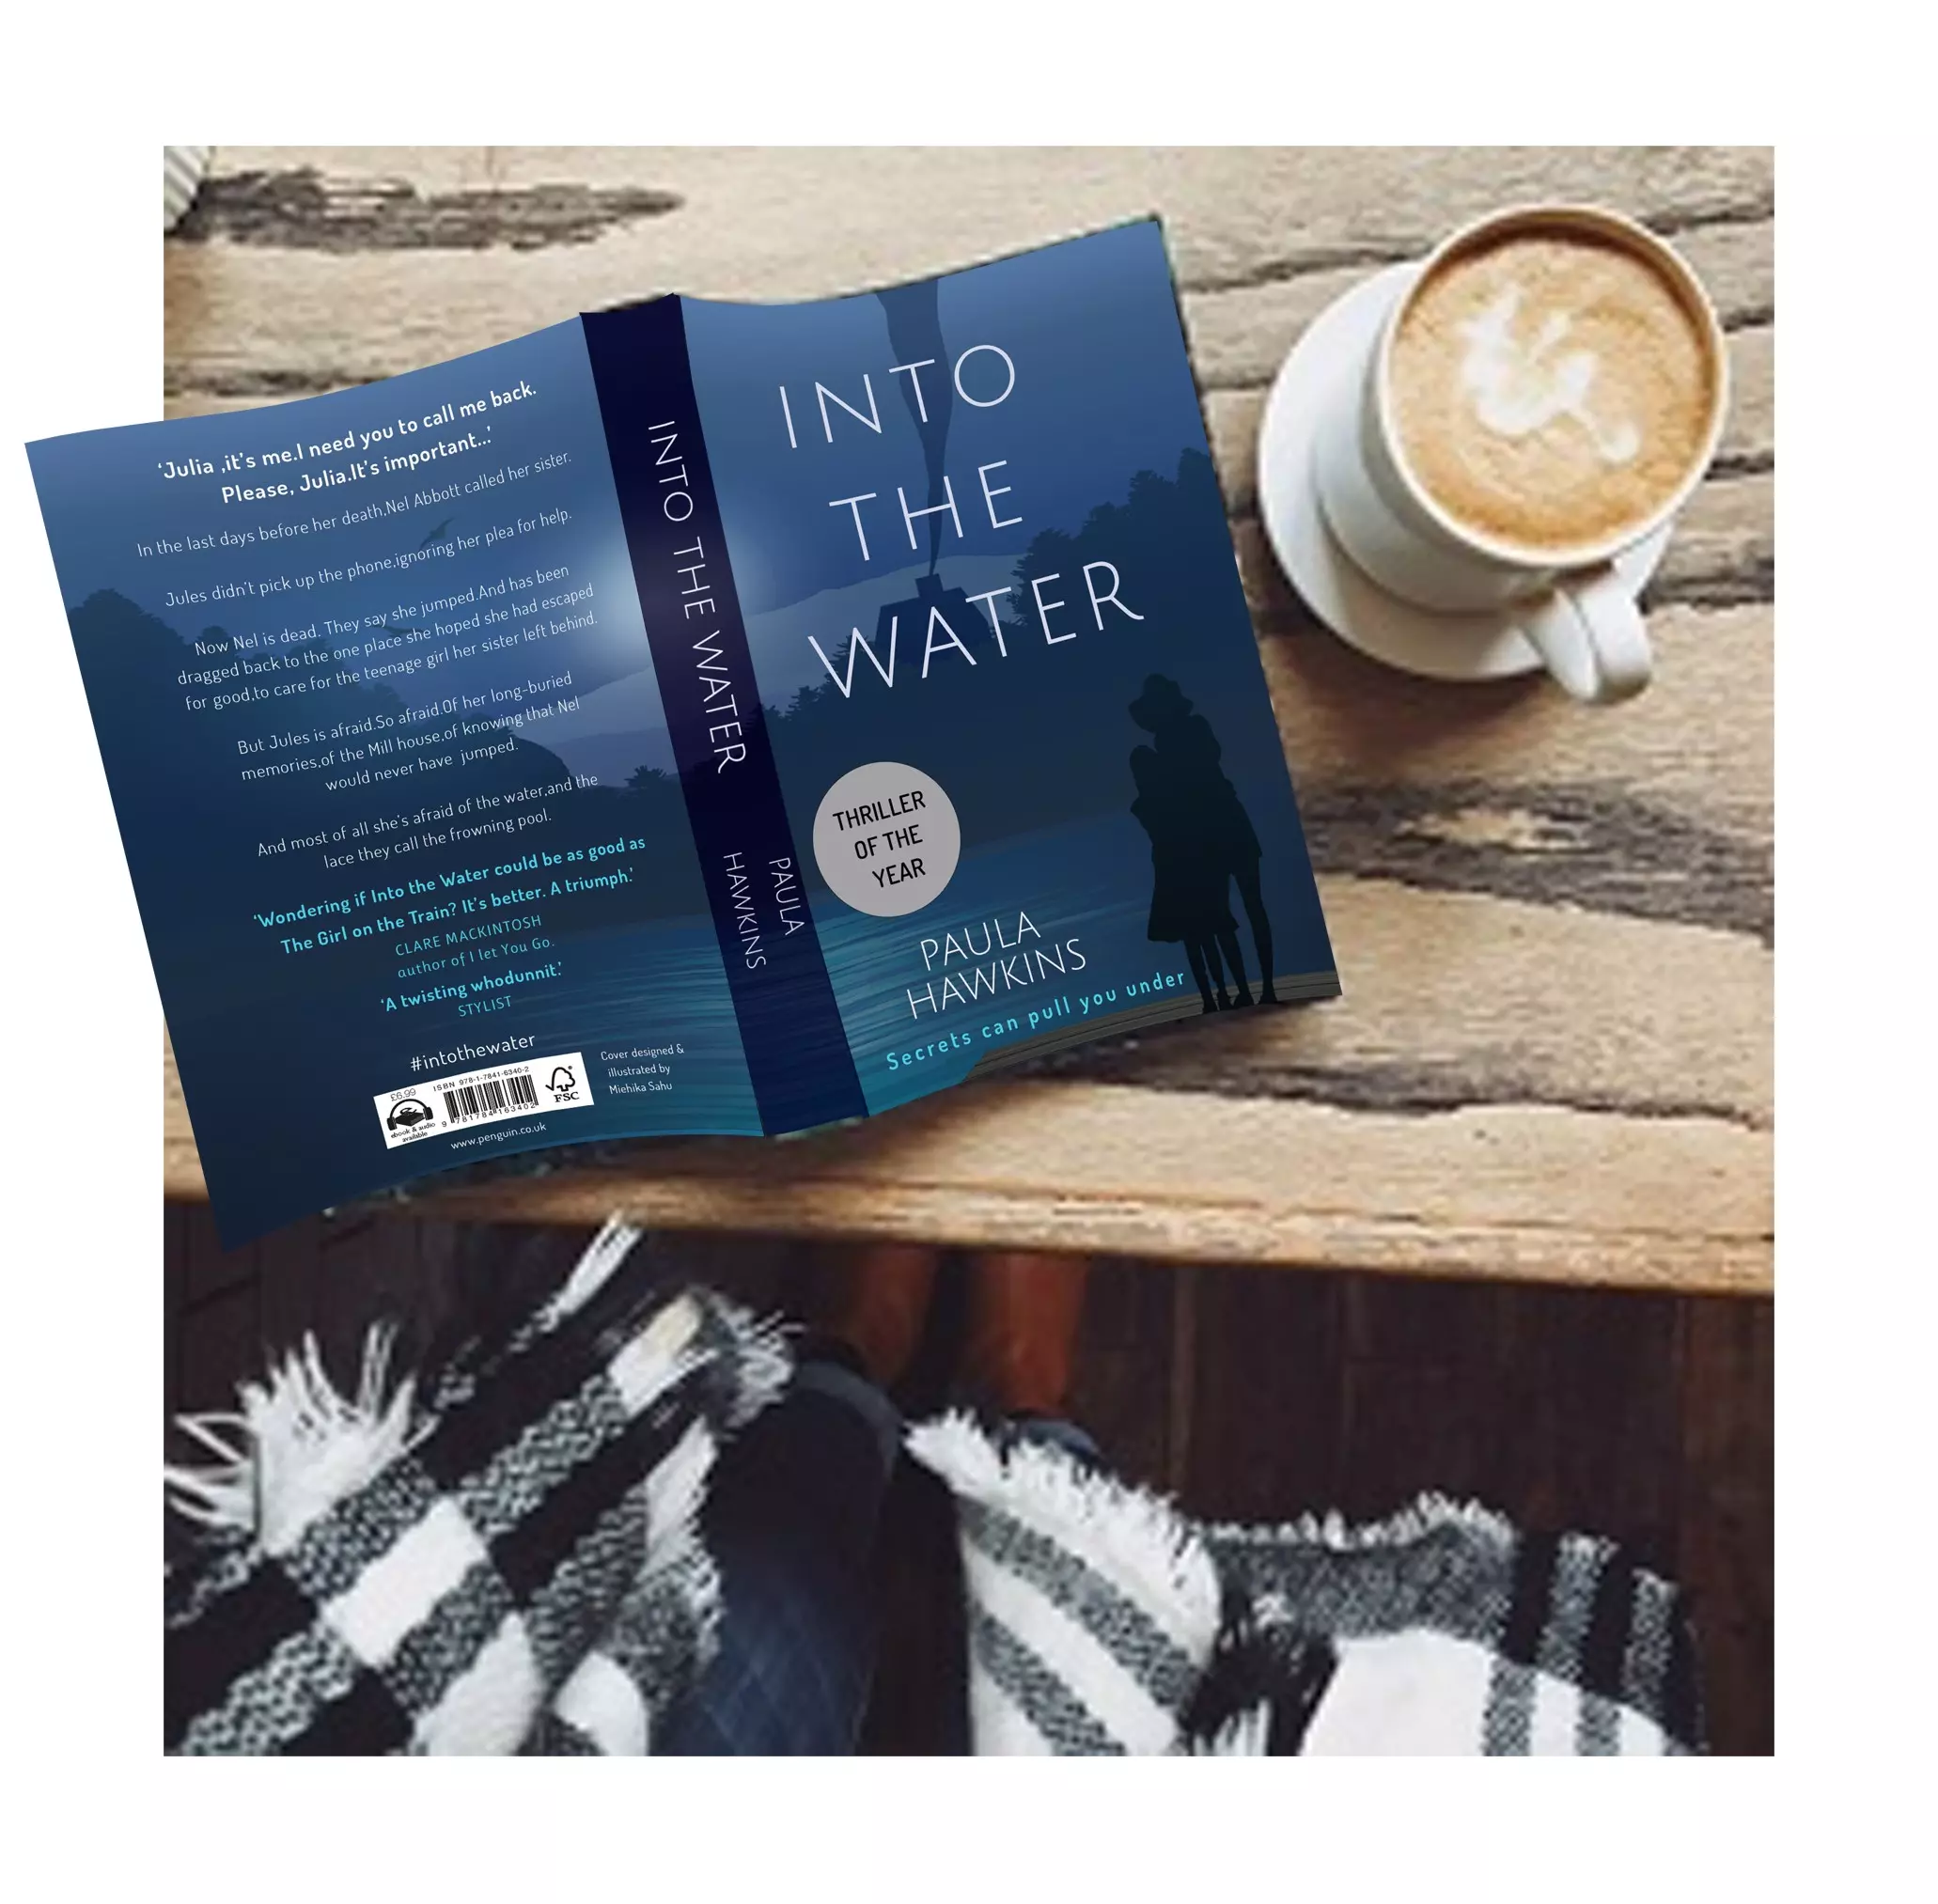 ‘Julia ,it’s me.I need you to call me back.
Please, Julia.It’s important...’
In the last days before her death,Nel Abbott called her sister.
Jules didn’t pick up the phone,ignoring her plea for help.
Now Nel is dead. They say she jumped.And has been
dragged back to the one place she hoped she had escaped
for good,to care for the teenage girl her sister left behind.
But Jules is afraid.So afraid.Of her long-buried
memories,of the Mill house,of knowing that Nel
would never have jumped.
And most of all she’s afraid of the water,and the
lace they call the frowning pool.
‘Wondering if Into the Water could be as good as
The Girl on the Train? It’s better. A triumph.’
CLARE MACKINTOSH
author of I let You Go.
‘A twisting whodunnit.’
STYLIST
#intothewater
£6.99
ISBN 978-1-7841-6340-2
9 781784 163402
ebook & audio
available
FSC
www.penguin.co.uk
Cover designed &
illustrated by
Miehika Sahu
INTO THE WATER
PAULA
HAWKINS
INTO
THE
WATER
THRILLER
OF THE
YEAR
PAULA
HAWKINS
Secrets can pull you under